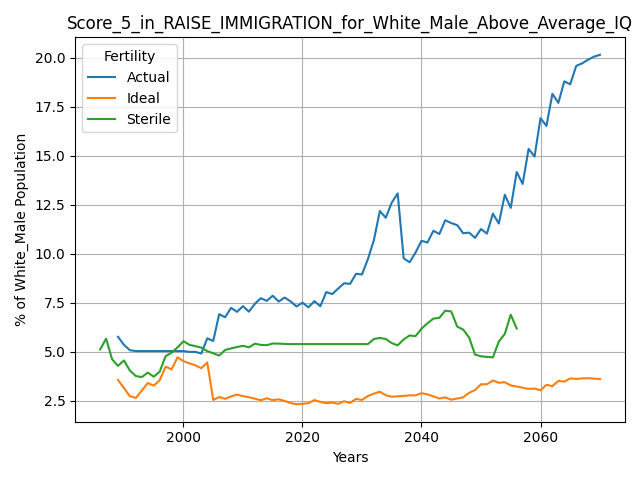 Score_5_in_RAISE_IMMIGRATION_for_White_Male_Above_Average_IQ
Fertility
Actual
Ideal
Sterile
% of White_Male Population
20.0
17.5
15.0
12.5
10.0
7.5
5.0
2.5
2000
2020
2040
2060
Years